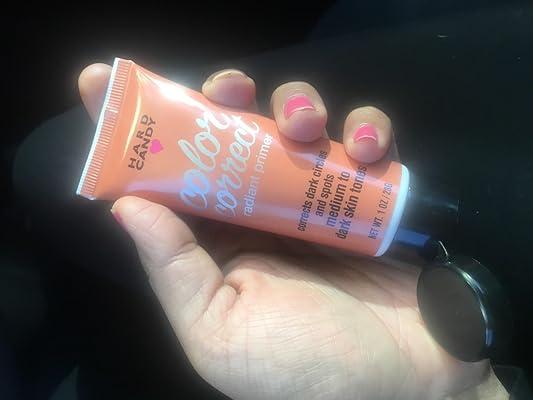 HARD
CANDY
color
correct
radiant primer
corrects dark circles
and spots
medium to
dark skin tones
NET WT. 1 OZ/28G